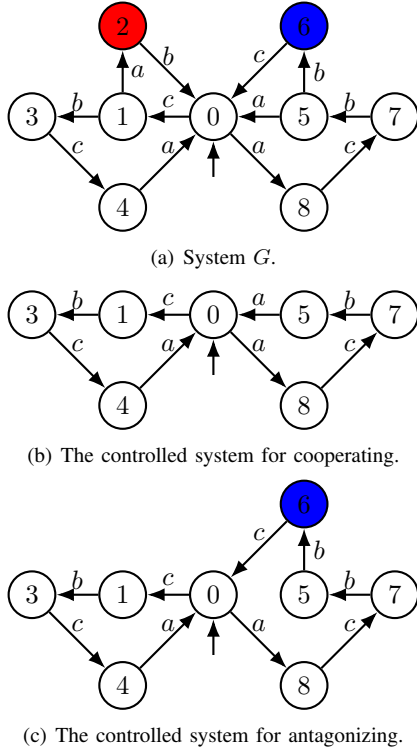 2 6
b c
a b
3 b 1 c 0 a 5 b 7
c a a c
4 8
(a) System G.
3 b 1 c 0 a 5 b 7
c a a c
4 8
(b) The controlled system for cooperating.
6
c b
3 b 1 c 0 5 b 7
c a a c
4 8
(c) The controlled system for antagonizing.